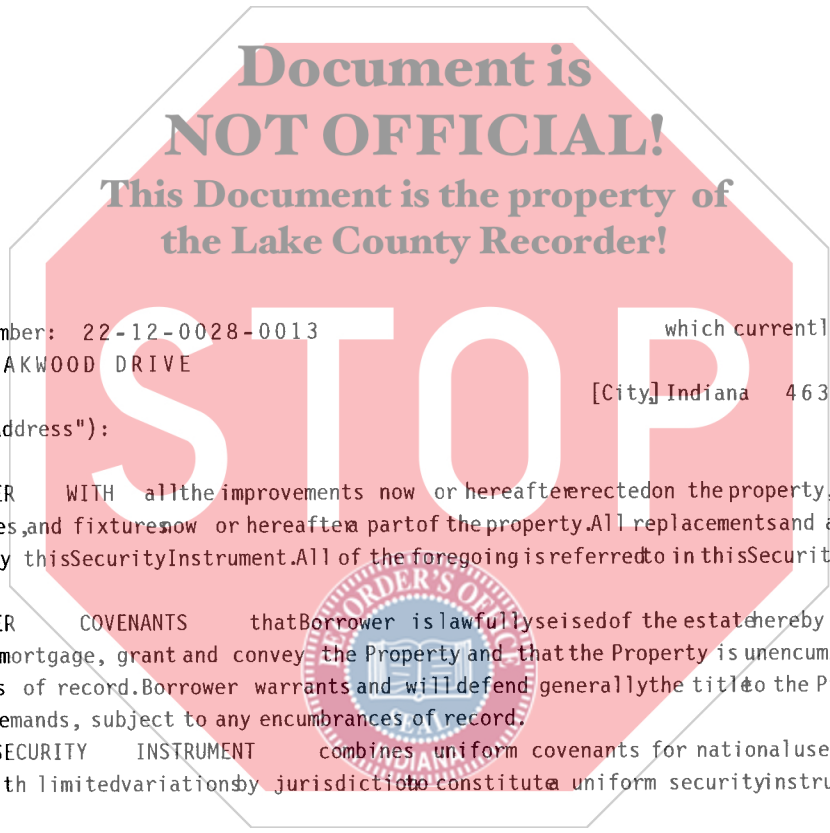 Document is
NOT OFFICIAL!
This Document is the property of
the Lake County Recorder!
STOP
mber: 22-12-0028-0013 which currentl
AKWOOD DRIVE
[City], Indiana 463
ddress"):
ER WITH all the improvements now or hereafter erected on the property,
es, and fixtures now or hereafter a part of the property. All replacements and a
y this Security Instrument. All of the foregoing is referred to in this Securit
ER COVENANTS that Borrower is lawfully seised of the estate hereby
mortgage, grant and convey the Property and that the Property is unencum
s of record. Borrower warrants and will defend generally the title to the P
emands, subject to any encumbrances of record.
SECURITY INSTRUMENT combines uniform covenants for national use
th limited variations by jurisdiction to constitute a uniform security instru
RECORDER'S OFFICE
SEAL
INDIANA